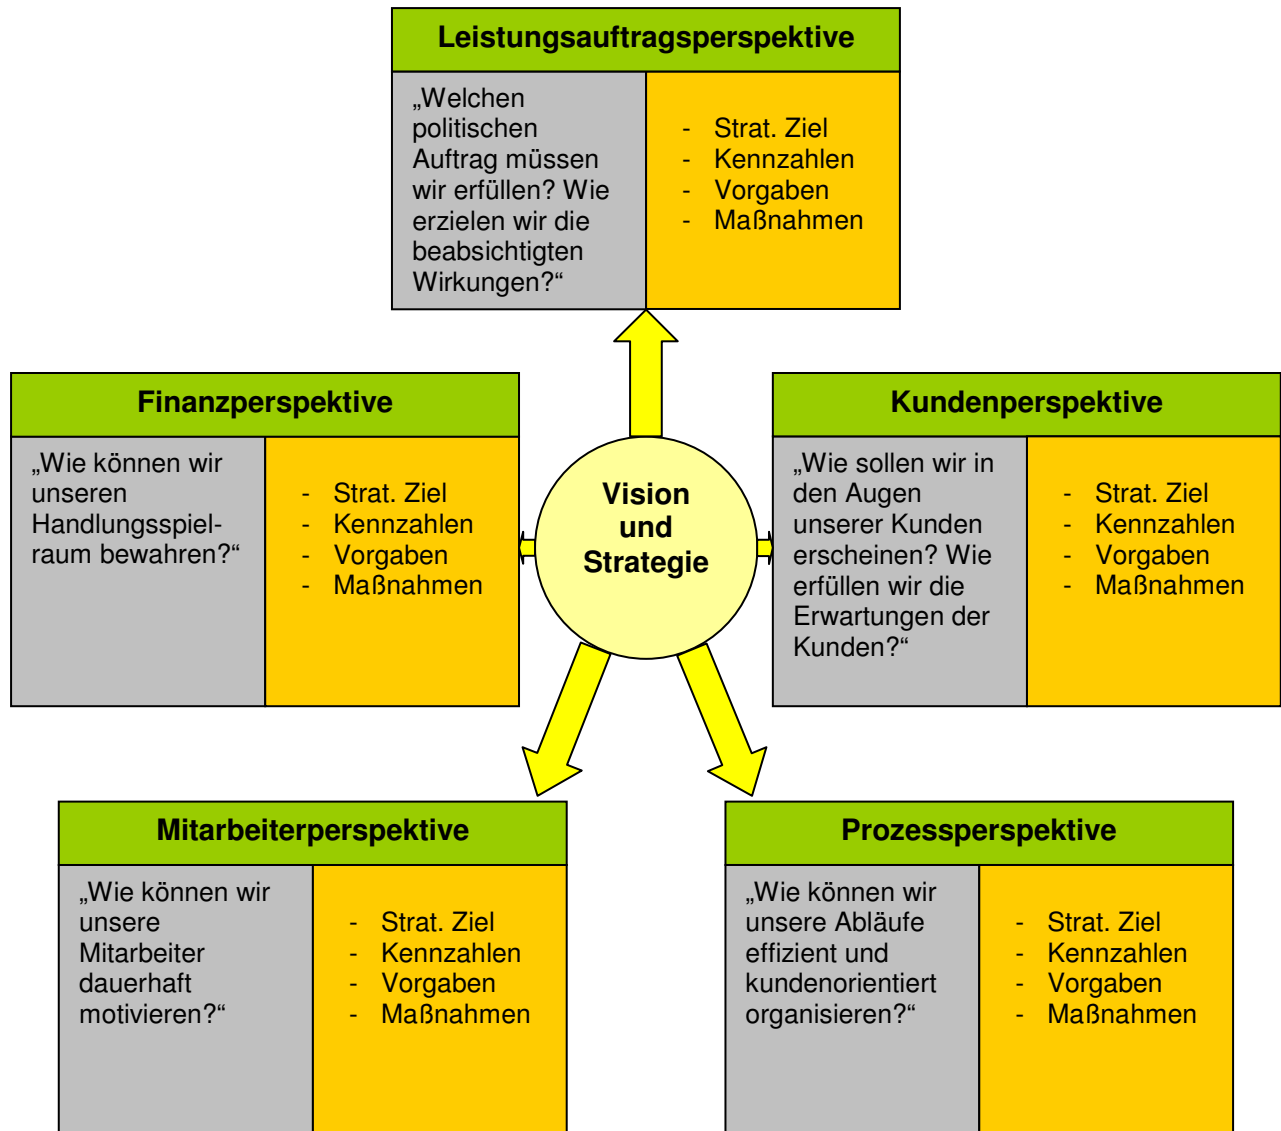 Leistungsauftragsperspektive
„Welchen
politischen
Auftrag müssen
wir erfüllen? Wie
erzielen wir die
beabsichtigten
Wirkungen?“
- Strat. Ziel
- Kennzahlen
- Vorgaben
- Maßnahmen
Finanzperspektive
„Wie können wir
unseren
Handlungsspiel-
raum bewahren?“
- Strat. Ziel
- Kennzahlen
- Vorgaben
- Maßnahmen
Vision
und
Strategie
Kundenperspektive
„Wie sollen wir in
den Augen
unserer Kunden
erscheinen? Wie
erfüllen wir die
Erwartungen der
Kunden?“
- Strat. Ziel
- Kennzahlen
- Vorgaben
- Maßnahmen
Mitarbeiterperspektive
„Wie können wir
unsere
Mitarbeiter
dauerhaft
motivieren?“
- Strat. Ziel
- Kennzahlen
- Vorgaben
- Maßnahmen
Prozessperspektive
„Wie können wir
unsere Abläufe
effizient und
kundenorientiert
organisieren?“
- Strat. Ziel
- Kennzahlen
- Vorgaben
- Maßnahmen